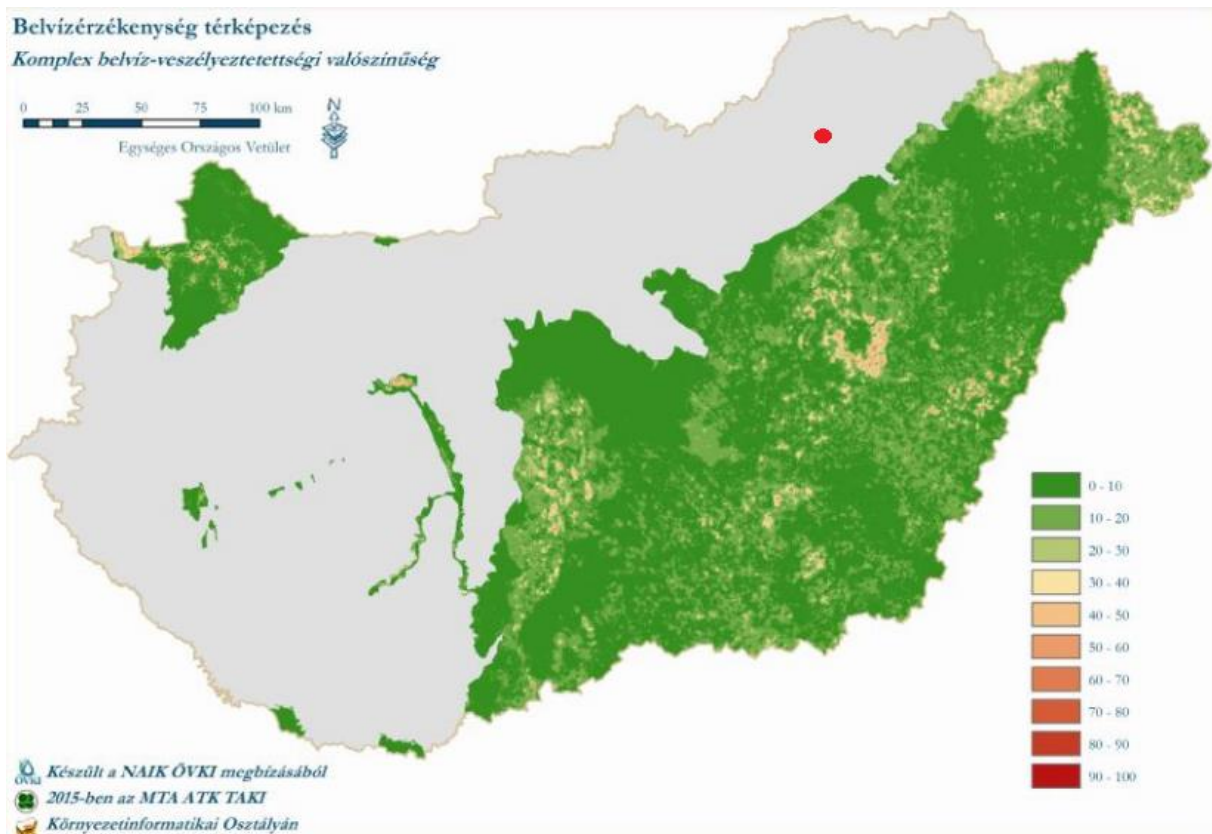 Belvízérzékenység térképezés
Komplex belvíz-veszélyeztetettségi valószínűség
0 25 50 75 100 km
N
Egységes Országos Vetület
0 - 10
10 - 20
20 - 30
30 - 40
40 - 50
50 - 60
60 - 70
70 - 80
80 - 90
90 - 100
ÖVKI Készült a NAIK ÖVKI megbízásából
2015-ben az MTA ATK TAKI
Környezetinformatikai Osztályán